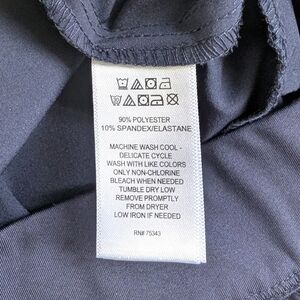 90% POLYESTER
10% SPANDEX/ELASTANE
MACHINE WASH COOL -
DELICATE CYCLE
WASH WITH LIKE COLORS
ONLY NON-CHLORINE
BLEACH WHEN NEEDED
TUMBLE DRY LOW
REMOVE PROMPTLY
FROM DRYER
LOW IRON IF NEEDED
RN# 75343